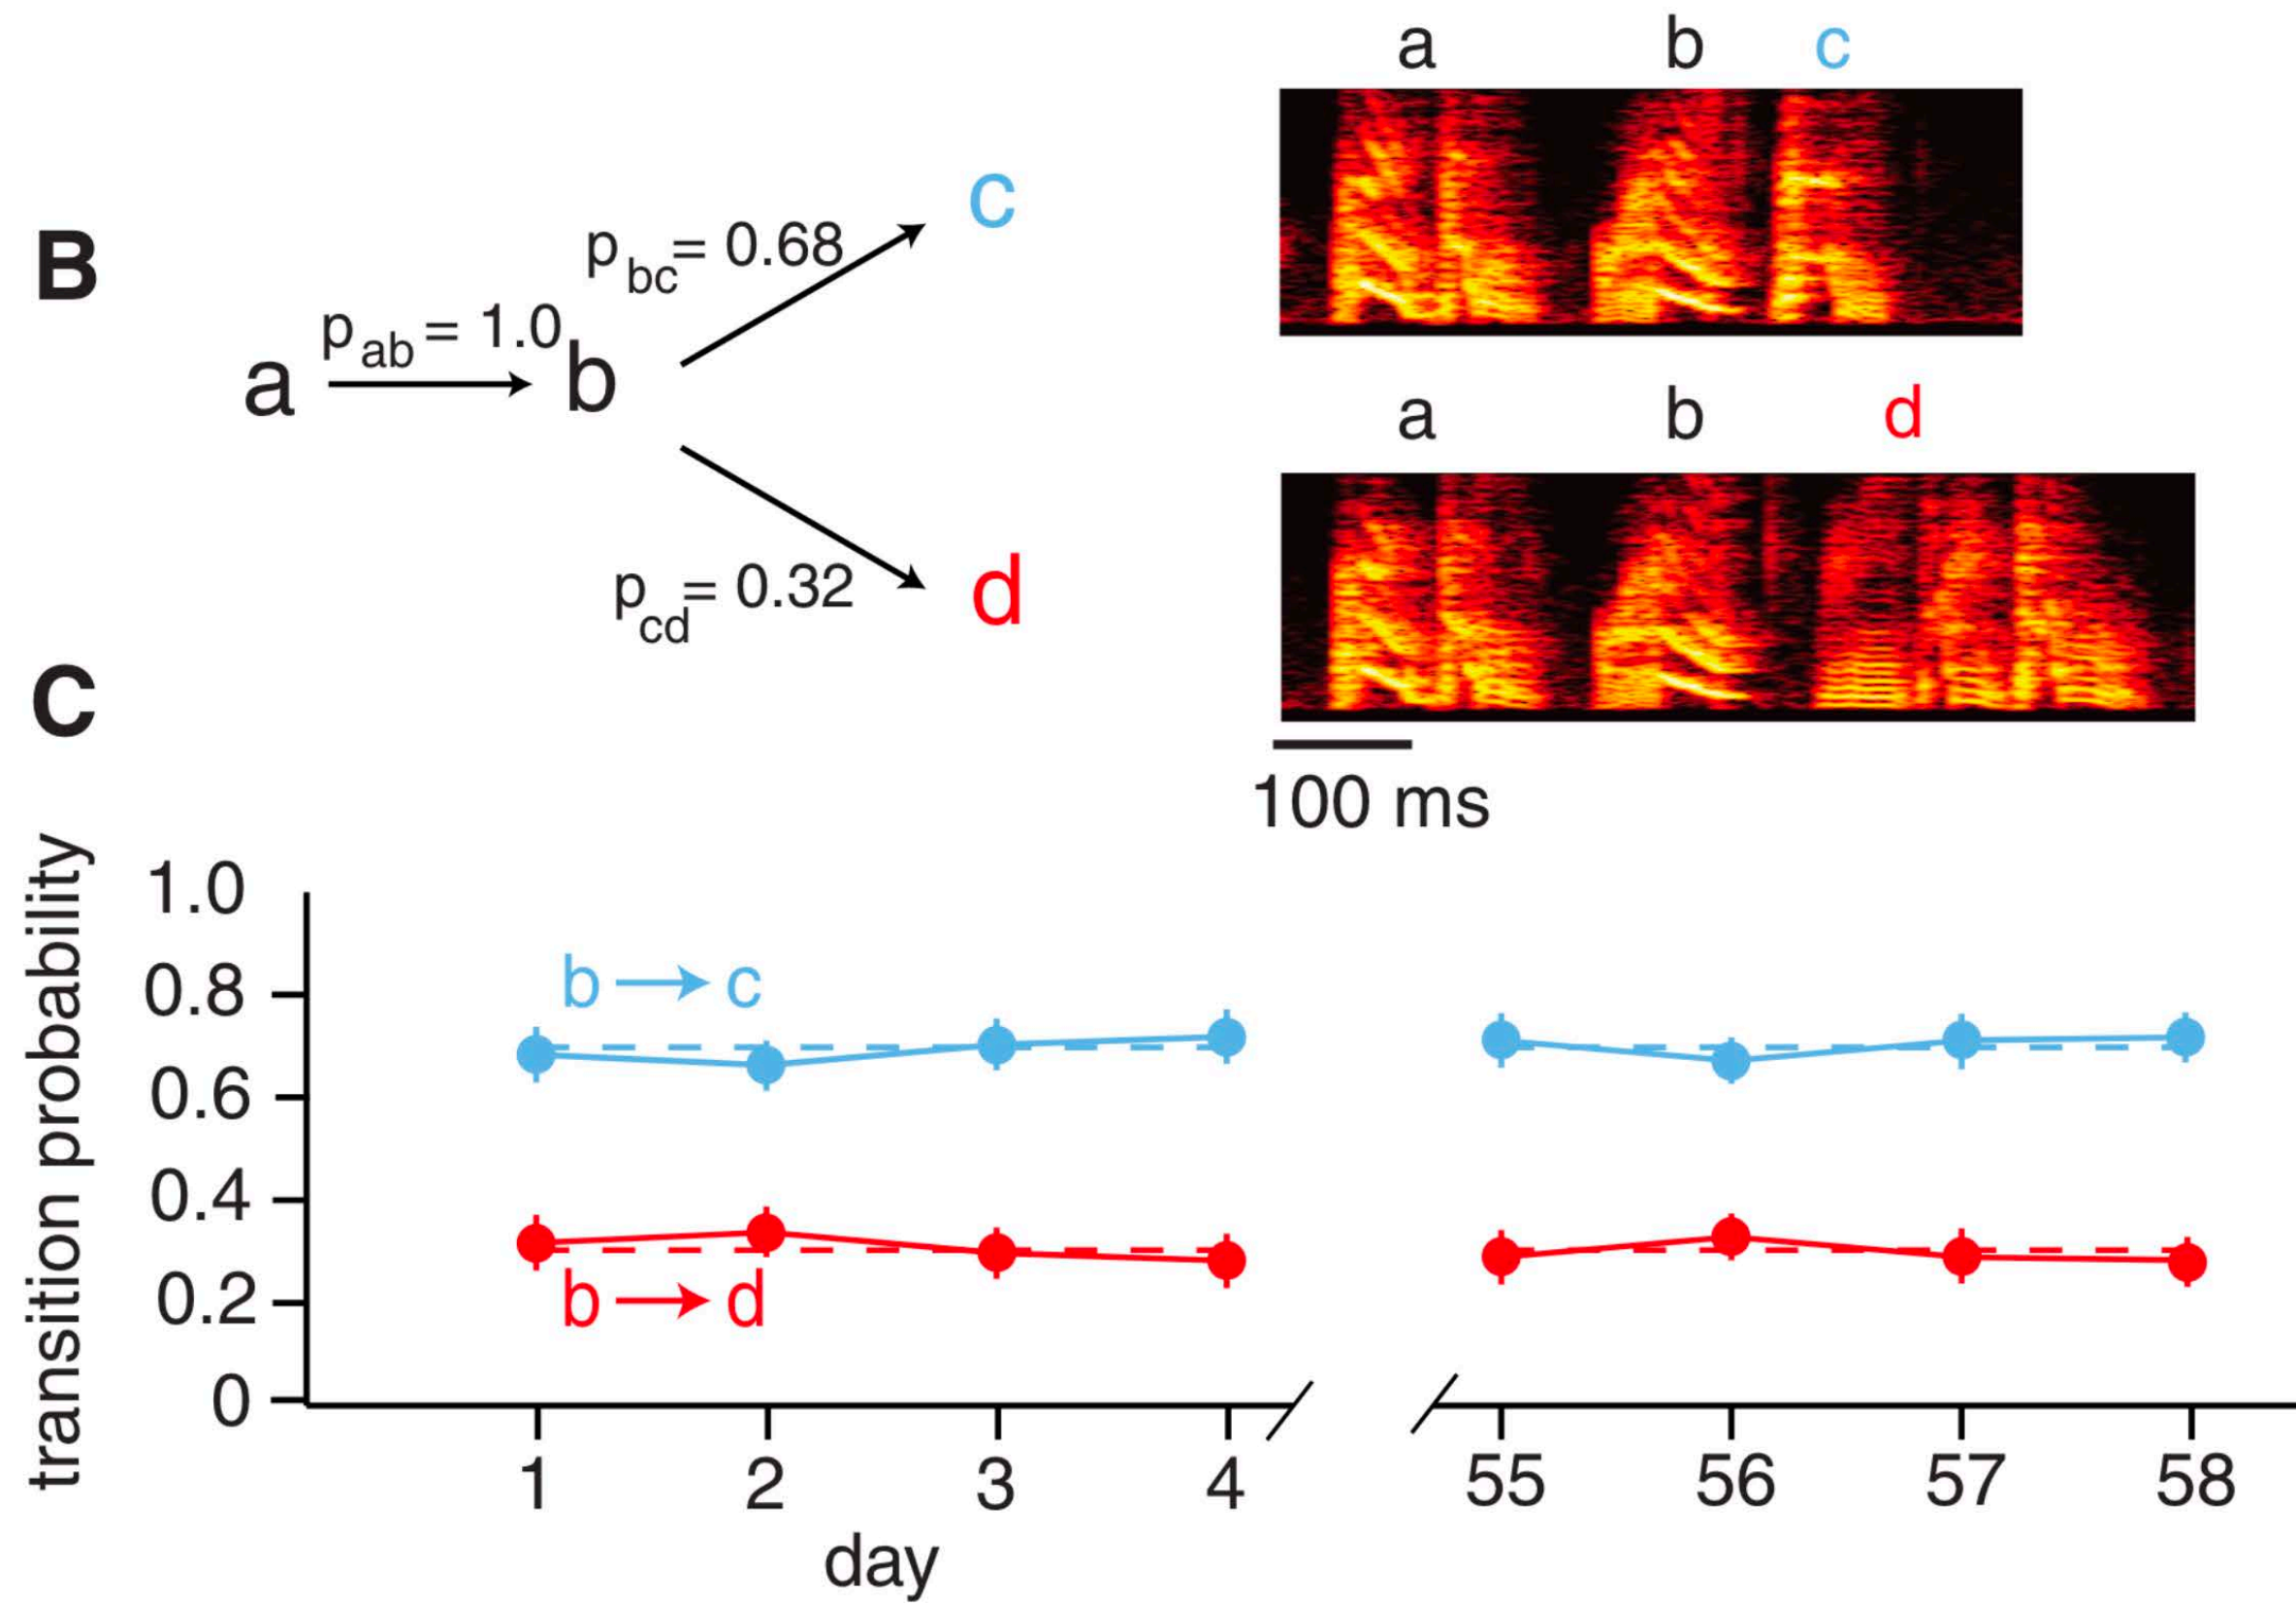 B
a
p ab = 1.0
b
p bc = 0.68
c
p cd = 0.32
d
a b c
a b d
100 ms
C
transition probability
1.0
0.8
0.6
0.4
0.2
0
b → c
b → d
1 2 3 4 55 56 57 58
day